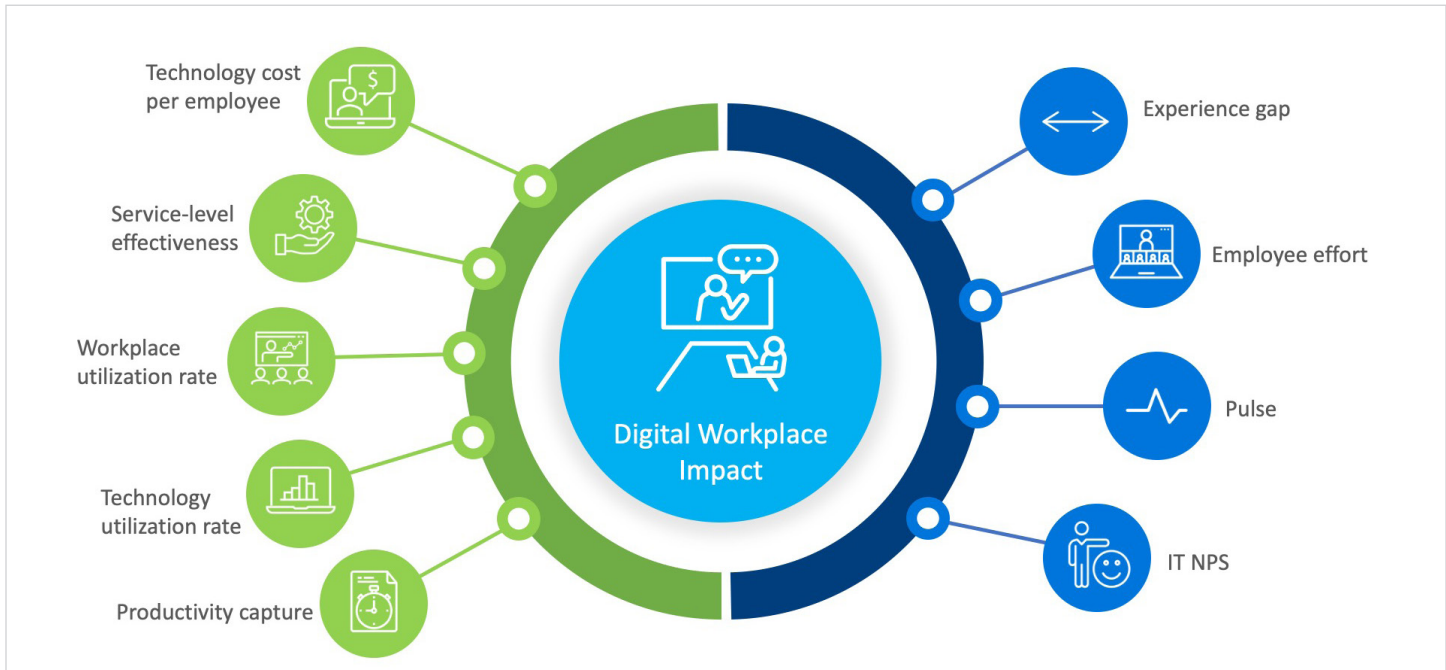 Technology cost
per employee
Service-level
effectiveness
Workplace
utilization rate
Technology
utilization rate
Productivity capture
$
Digital Workplace
Impact
Experience gap
Employee effort
Pulse
IT NPS